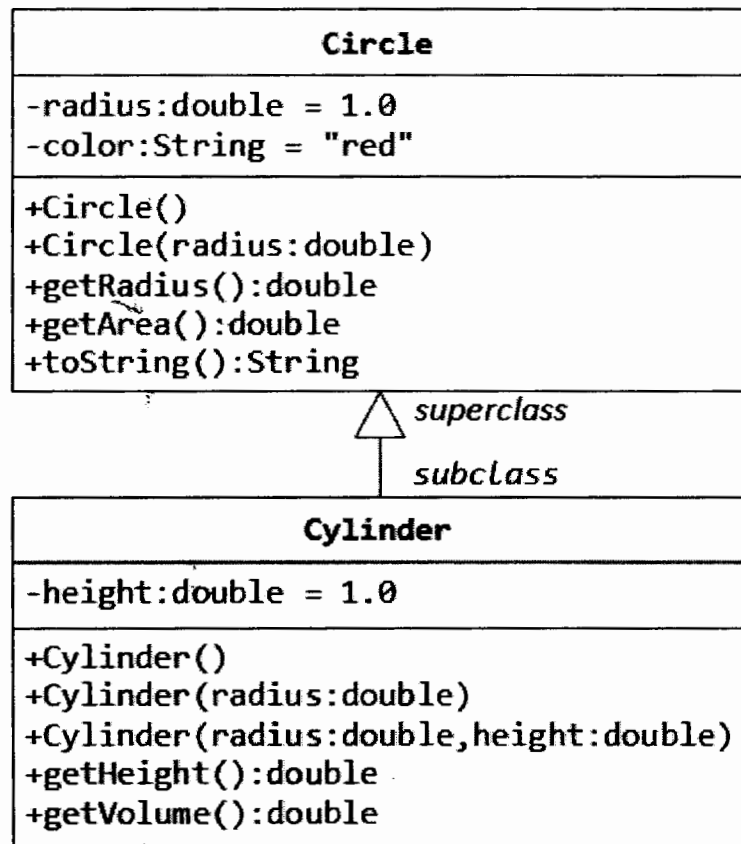 Circle
-radius:double = 1.0
-color:String = "red"
+Circle()
+Circle(radius:double)
+getRadius():double
+getArea():double
+toString():String
superclass
subclass
Cylinder
-height:double = 1.0
+Cylinder()
+Cylinder(radius:double)
+Cylinder(radius:double,height:double)
+getHeight():double
+getVolume():double